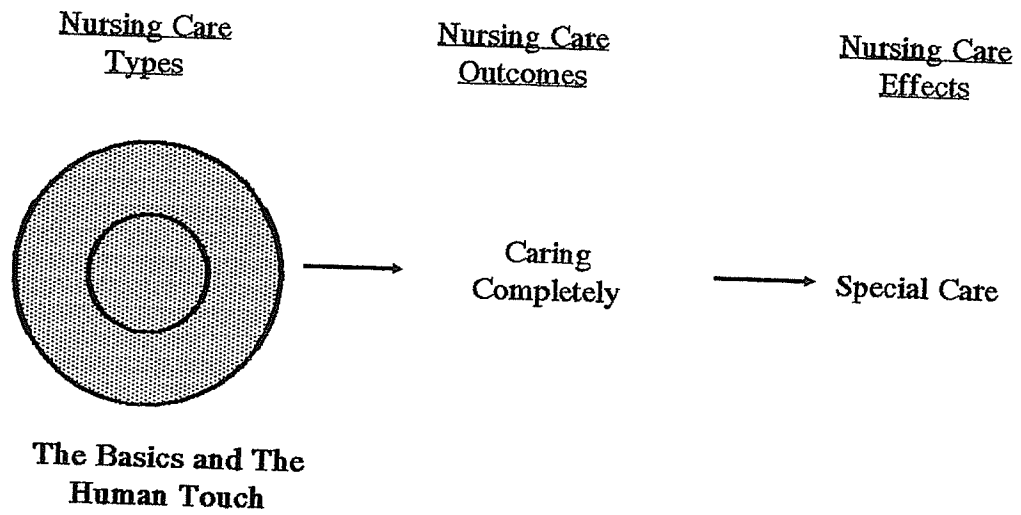 Nursing Care
Types
Nursing Care
Outcomes
Nursing Care
Effects
Caring
Completely
Special Care
The Basics and The
Human Touch